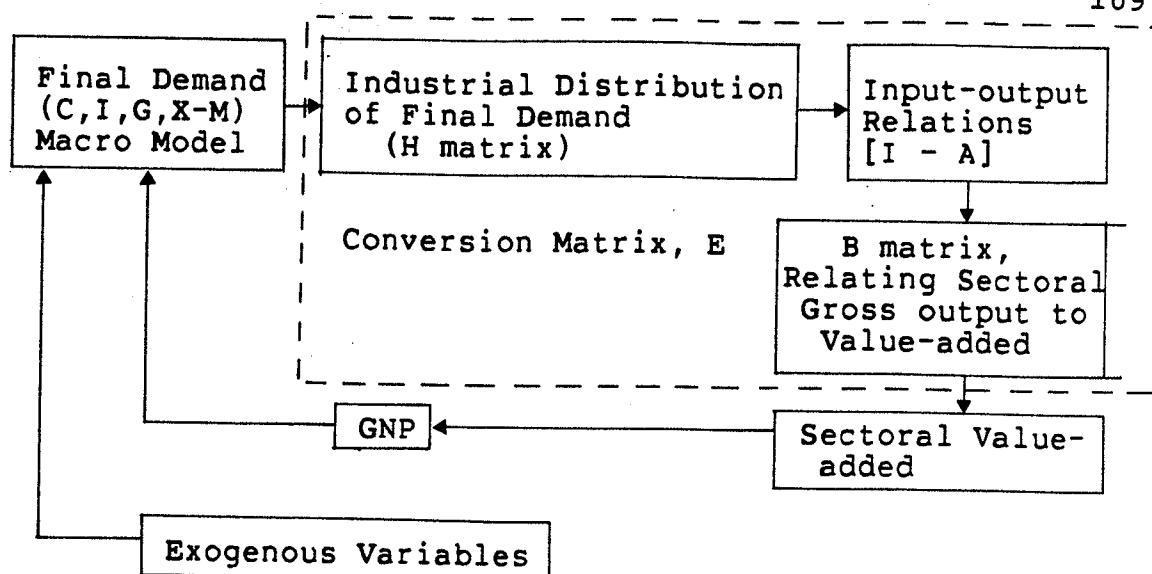 Final Demand
(C,I,G,X-M)
Macro Model
Industrial Distribution
of Final Demand
(H matrix)
Input-output
Relations
[I - A]
Conversion Matrix, E
B matrix,
Relating Sectoral
Gross output to
Value-added
GNP
Sectoral Value-
added
Exogenous Variables